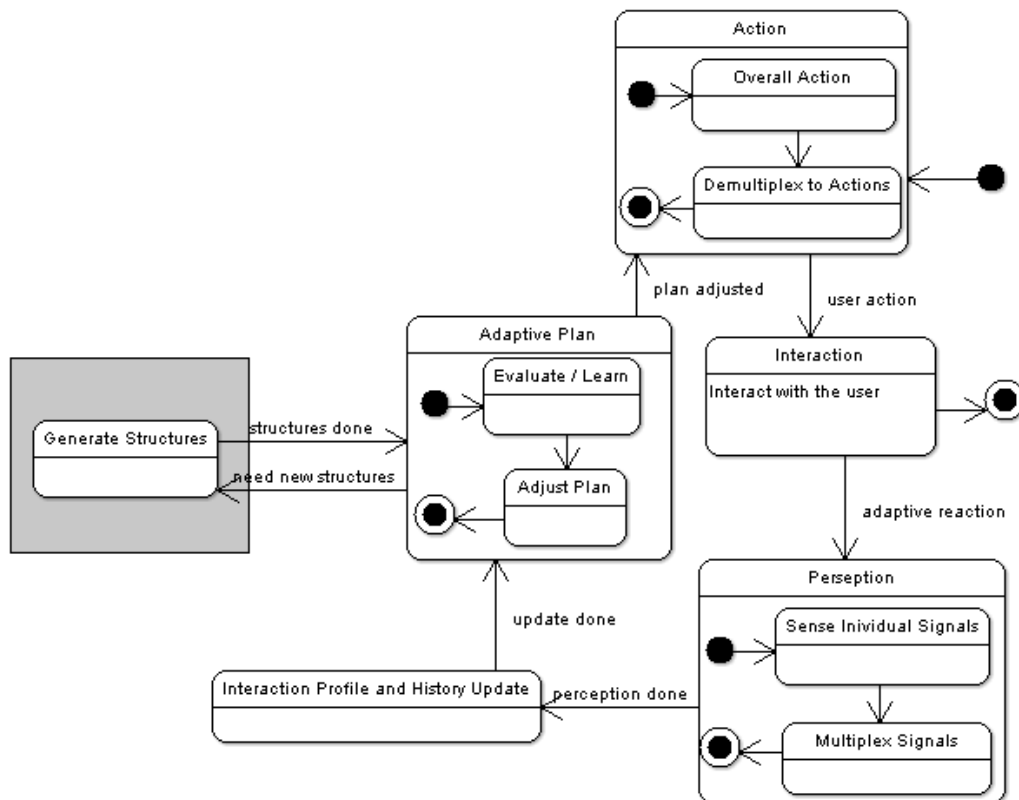 Action
Overall Action
Demultiplex to Actions
plan adjusted
user action
Adaptive Plan
Interaction
Evaluate / Learn
Interact with the user
structures done
Generate Structures
need new structures
Adjust Plan
adaptive reaction
Perseption
update done
Sense Inividual Signals
Interaction Profile and History Update
perception done
Multiplex Signals